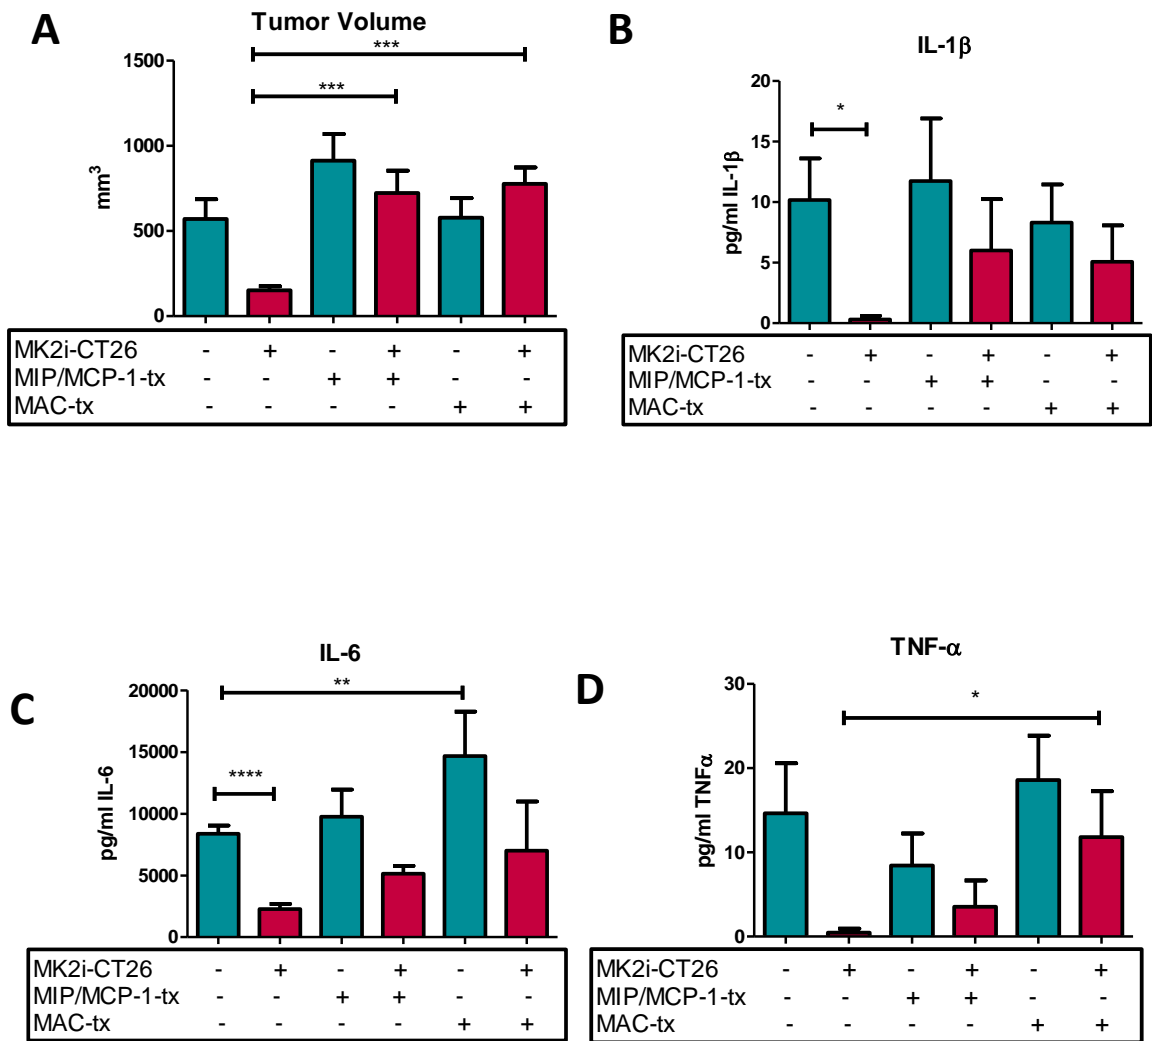 A
Tumor Volume
***
***
1500
1000
500
0
mm³
MK2i-CT26 - + - + - +
MIP/MCP-1-tx - - + + - -
MAC-tx - - - - + +
B
IL-1β
*
20
15
10
5
0
pg/ml IL-1β
MK2i-CT26 - + - + - +
MIP/MCP-1-tx - - + + - -
MAC-tx - - - - + +
C
IL-6
**
****
20000
15000
10000
5000
0
pg/ml IL-6
MK2i-CT26 - + - + - +
MIP/MCP-1-tx - - + + - -
MAC-tx - - - - + +
D
TNF-α
*
30
20
10
0
pg/ml TNFα
MK2i-CT26 - + - + - +
MIP/MCP-1-tx - - + + - -
MAC-tx - - - - + +